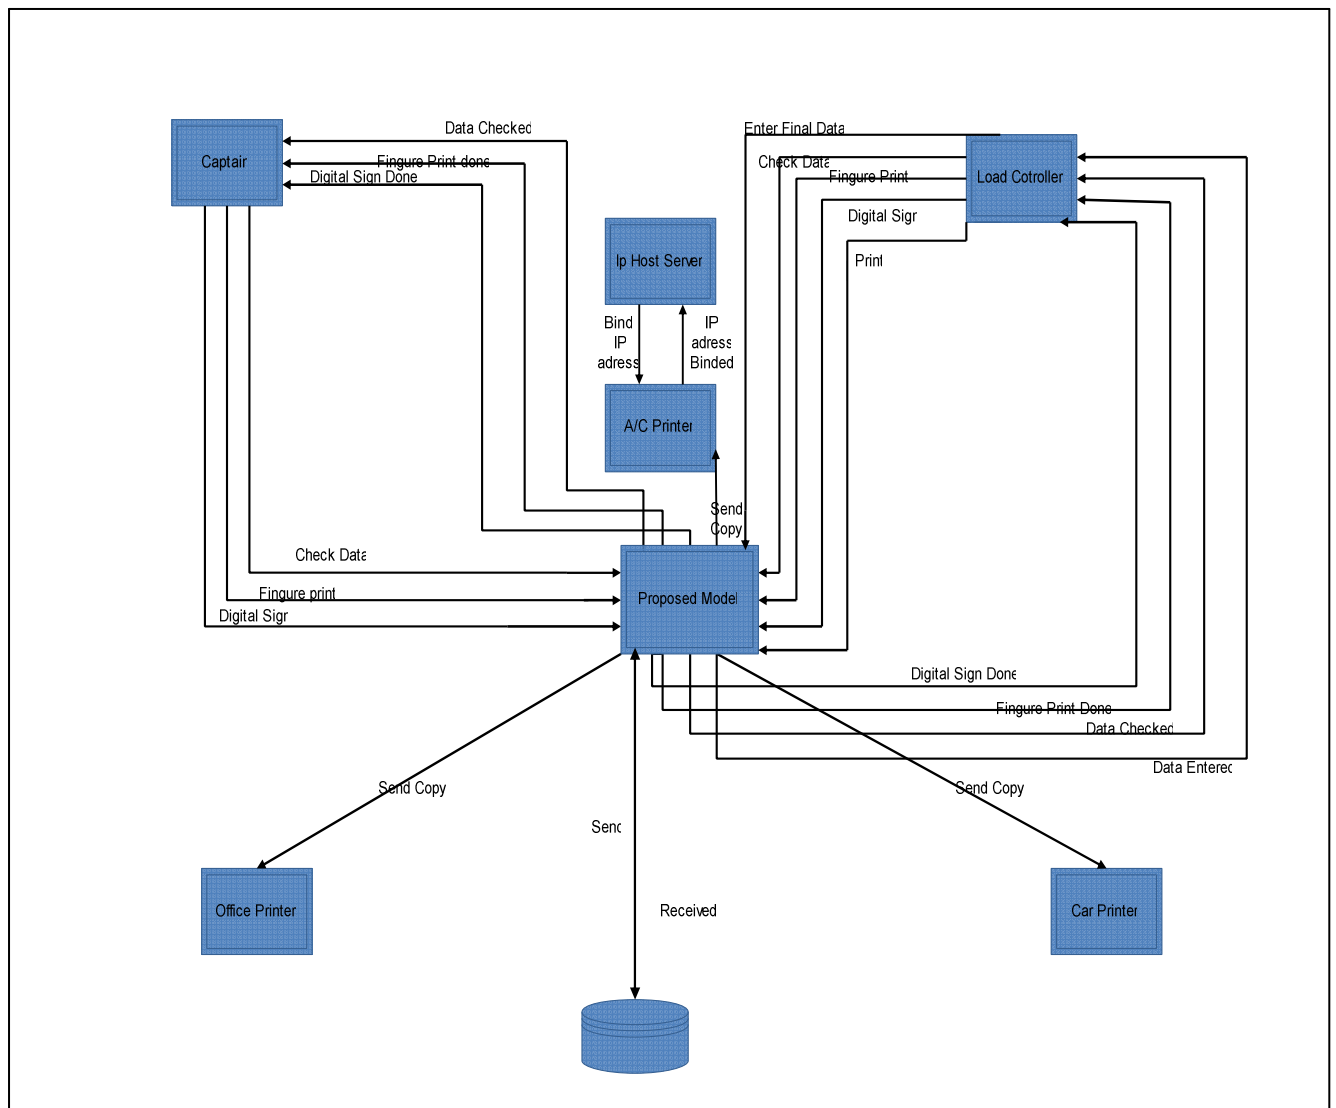 Data Checked
Fingure Print done
Digital Sign Done
Captair
Enter Final Data
Check Data
Fingure Print
Load Cotroller
Digital Sigr
Print
Ip Host Server
Bind
IP
adress
IP
adress
Binded
A/C Printer
Send
Copy
Check Data
Fingure print
Digital Sigr
Proposed Model
Digital Sign Done
Fingure Print Done
Data Checked
Data Entered
Send Copy
Send Copy
Send
Office Printer
Received
Car Printer